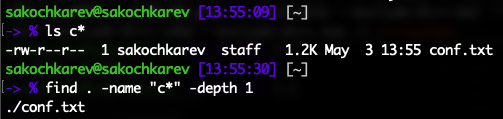 sakochkarev@sakochkarev [13:55:09] [~]
-> % ls c*
-rw-r--r-- 1 sakochkarev staff 1.2K May 3 13:55 conf.txt
sakochkarev@sakochkarev [13:55:30] [~]
-> % find . -name "c*" -depth 1
./conf.txt